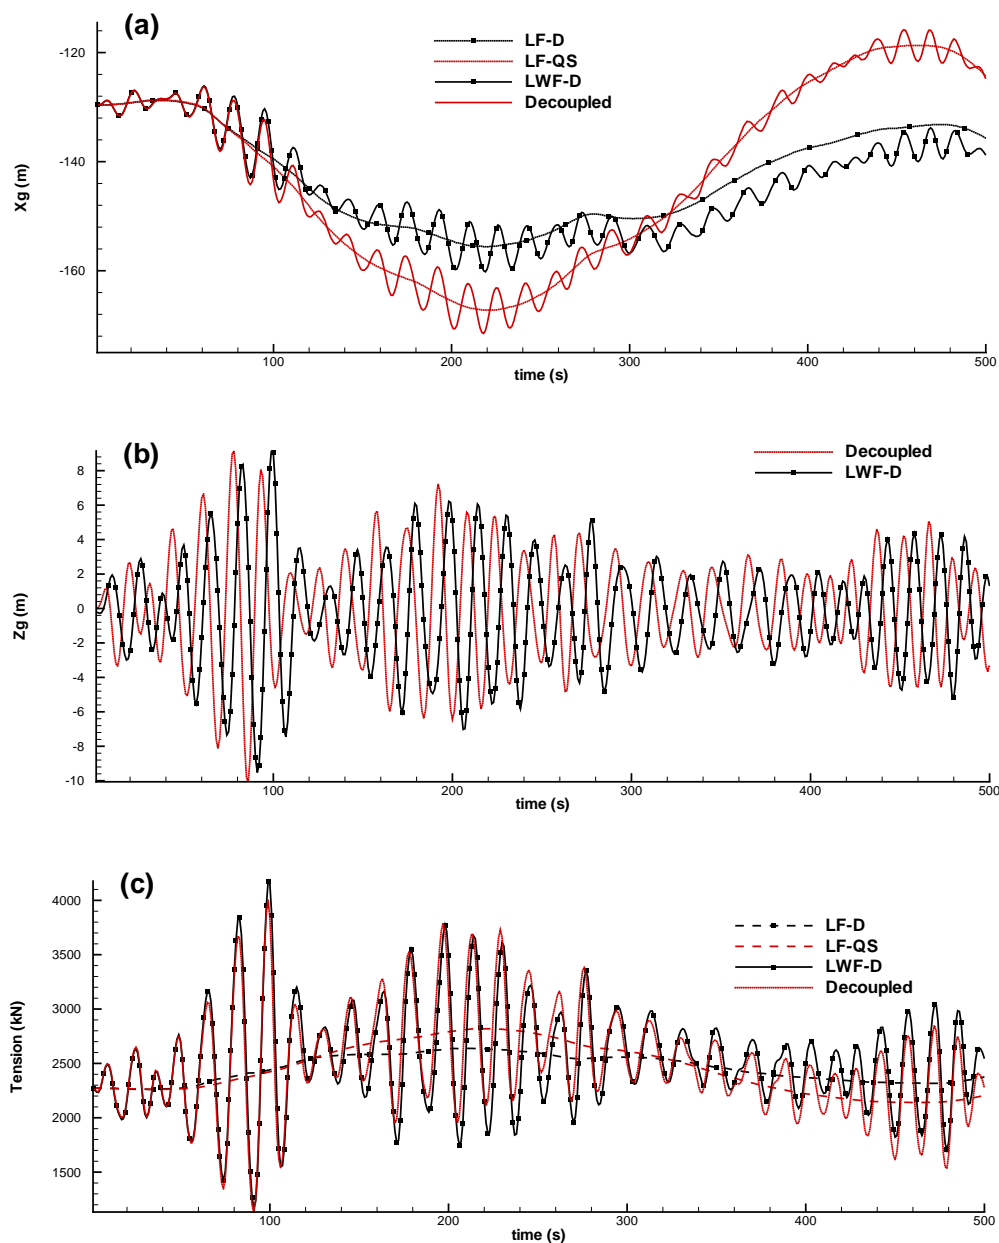 (a)
LF-D
LF-QS
LWF-D
Decoupled
-120
-140
-160
Xg (m)
100
200
300
400
500
time (s)
(b)
Decoupled
LWF-D
8
6
4
2
0
-2
-4
-6
-8
-10
Zg (m)
100
200
300
400
500
time (s)
(c)
LF-D
LF-QS
LWF-D
Decoupled
4000
3500
3000
2500
2000
1500
Tension (kN)
100
200
300
400
500
time (s)